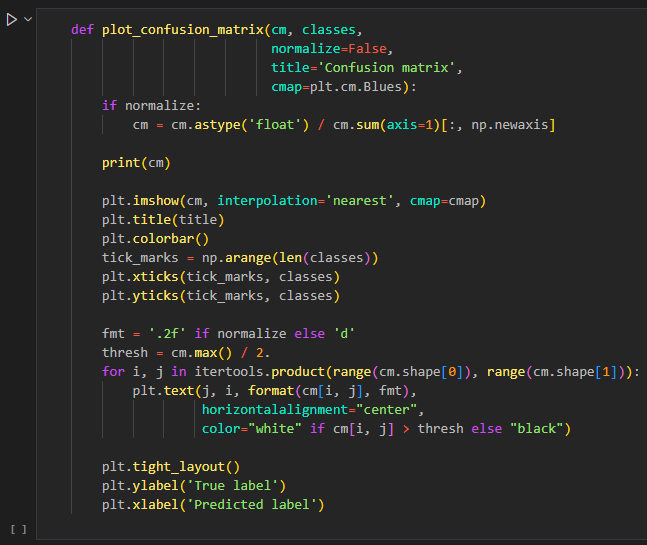 def plot_confusion_matrix(cm, classes,
                          normalize=False,
                          title='Confusion matrix',
                          cmap=plt.cm.Blues):
    if normalize:
        cm = cm.astype('float') / cm.sum(axis=1)[:, np.newaxis]

    print(cm)

    plt.imshow(cm, interpolation='nearest', cmap=cmap)
    plt.title(title)
    plt.colorbar()
    tick_marks = np.arange(len(classes))
    plt.xticks(tick_marks, classes)
    plt.yticks(tick_marks, classes)

    fmt = '.2f' if normalize else 'd'
    thresh = cm.max() / 2.
    for i, j in itertools.product(range(cm.shape[0]), range(cm.shape[1])):
        plt.text(j, i, format(cm[i, j], fmt),
                 horizontalalignment="center",
                 color="white" if cm[i, j] > thresh else "black")

    plt.tight_layout()
    plt.ylabel('True label')
    plt.xlabel('Predicted label')
[ ]